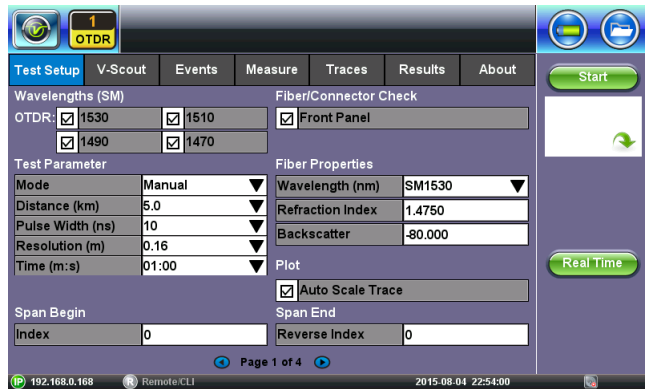 1
OTDR
Test Setup V-Scout Events Measure Traces Results About
Start
Wavelengths (SM) Fiber/Connector Check
OTDR: 1530 1510 Front Panel
1490 1470
Test Parameter Fiber Properties
Mode Manual Wavelength (nm) SM1530
Distance (km) 5.0 Refraction Index 1.4750
Pulse Width (ns) 10 Backscatter -80.000
Resolution (m) 0.16
Time (m:s) 01:00 Plot
Real Time
Auto Scale Trace
Span Begin Span End
Index 0 Reverse Index 0
Page 1 of 4
IP 192.168.0.168 R Remote/CLI 2015-08-04 22:54:00